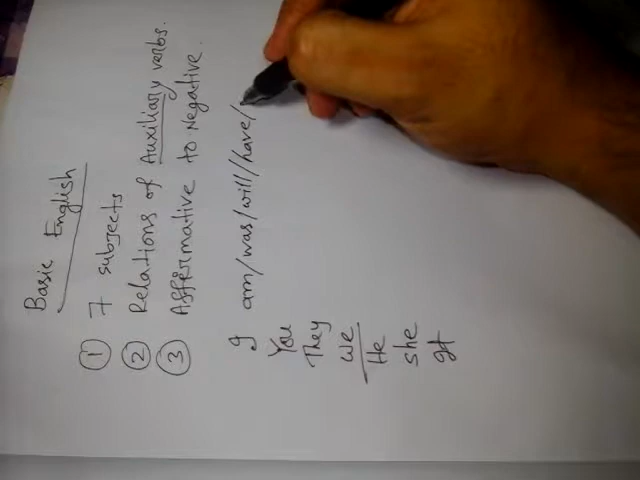 Basic English
1 7 subjects
2 Relations of Auxiliary verbs.
3 Affirmative to Negative.
I am/was/will/have/
You
They
We
He
she
It